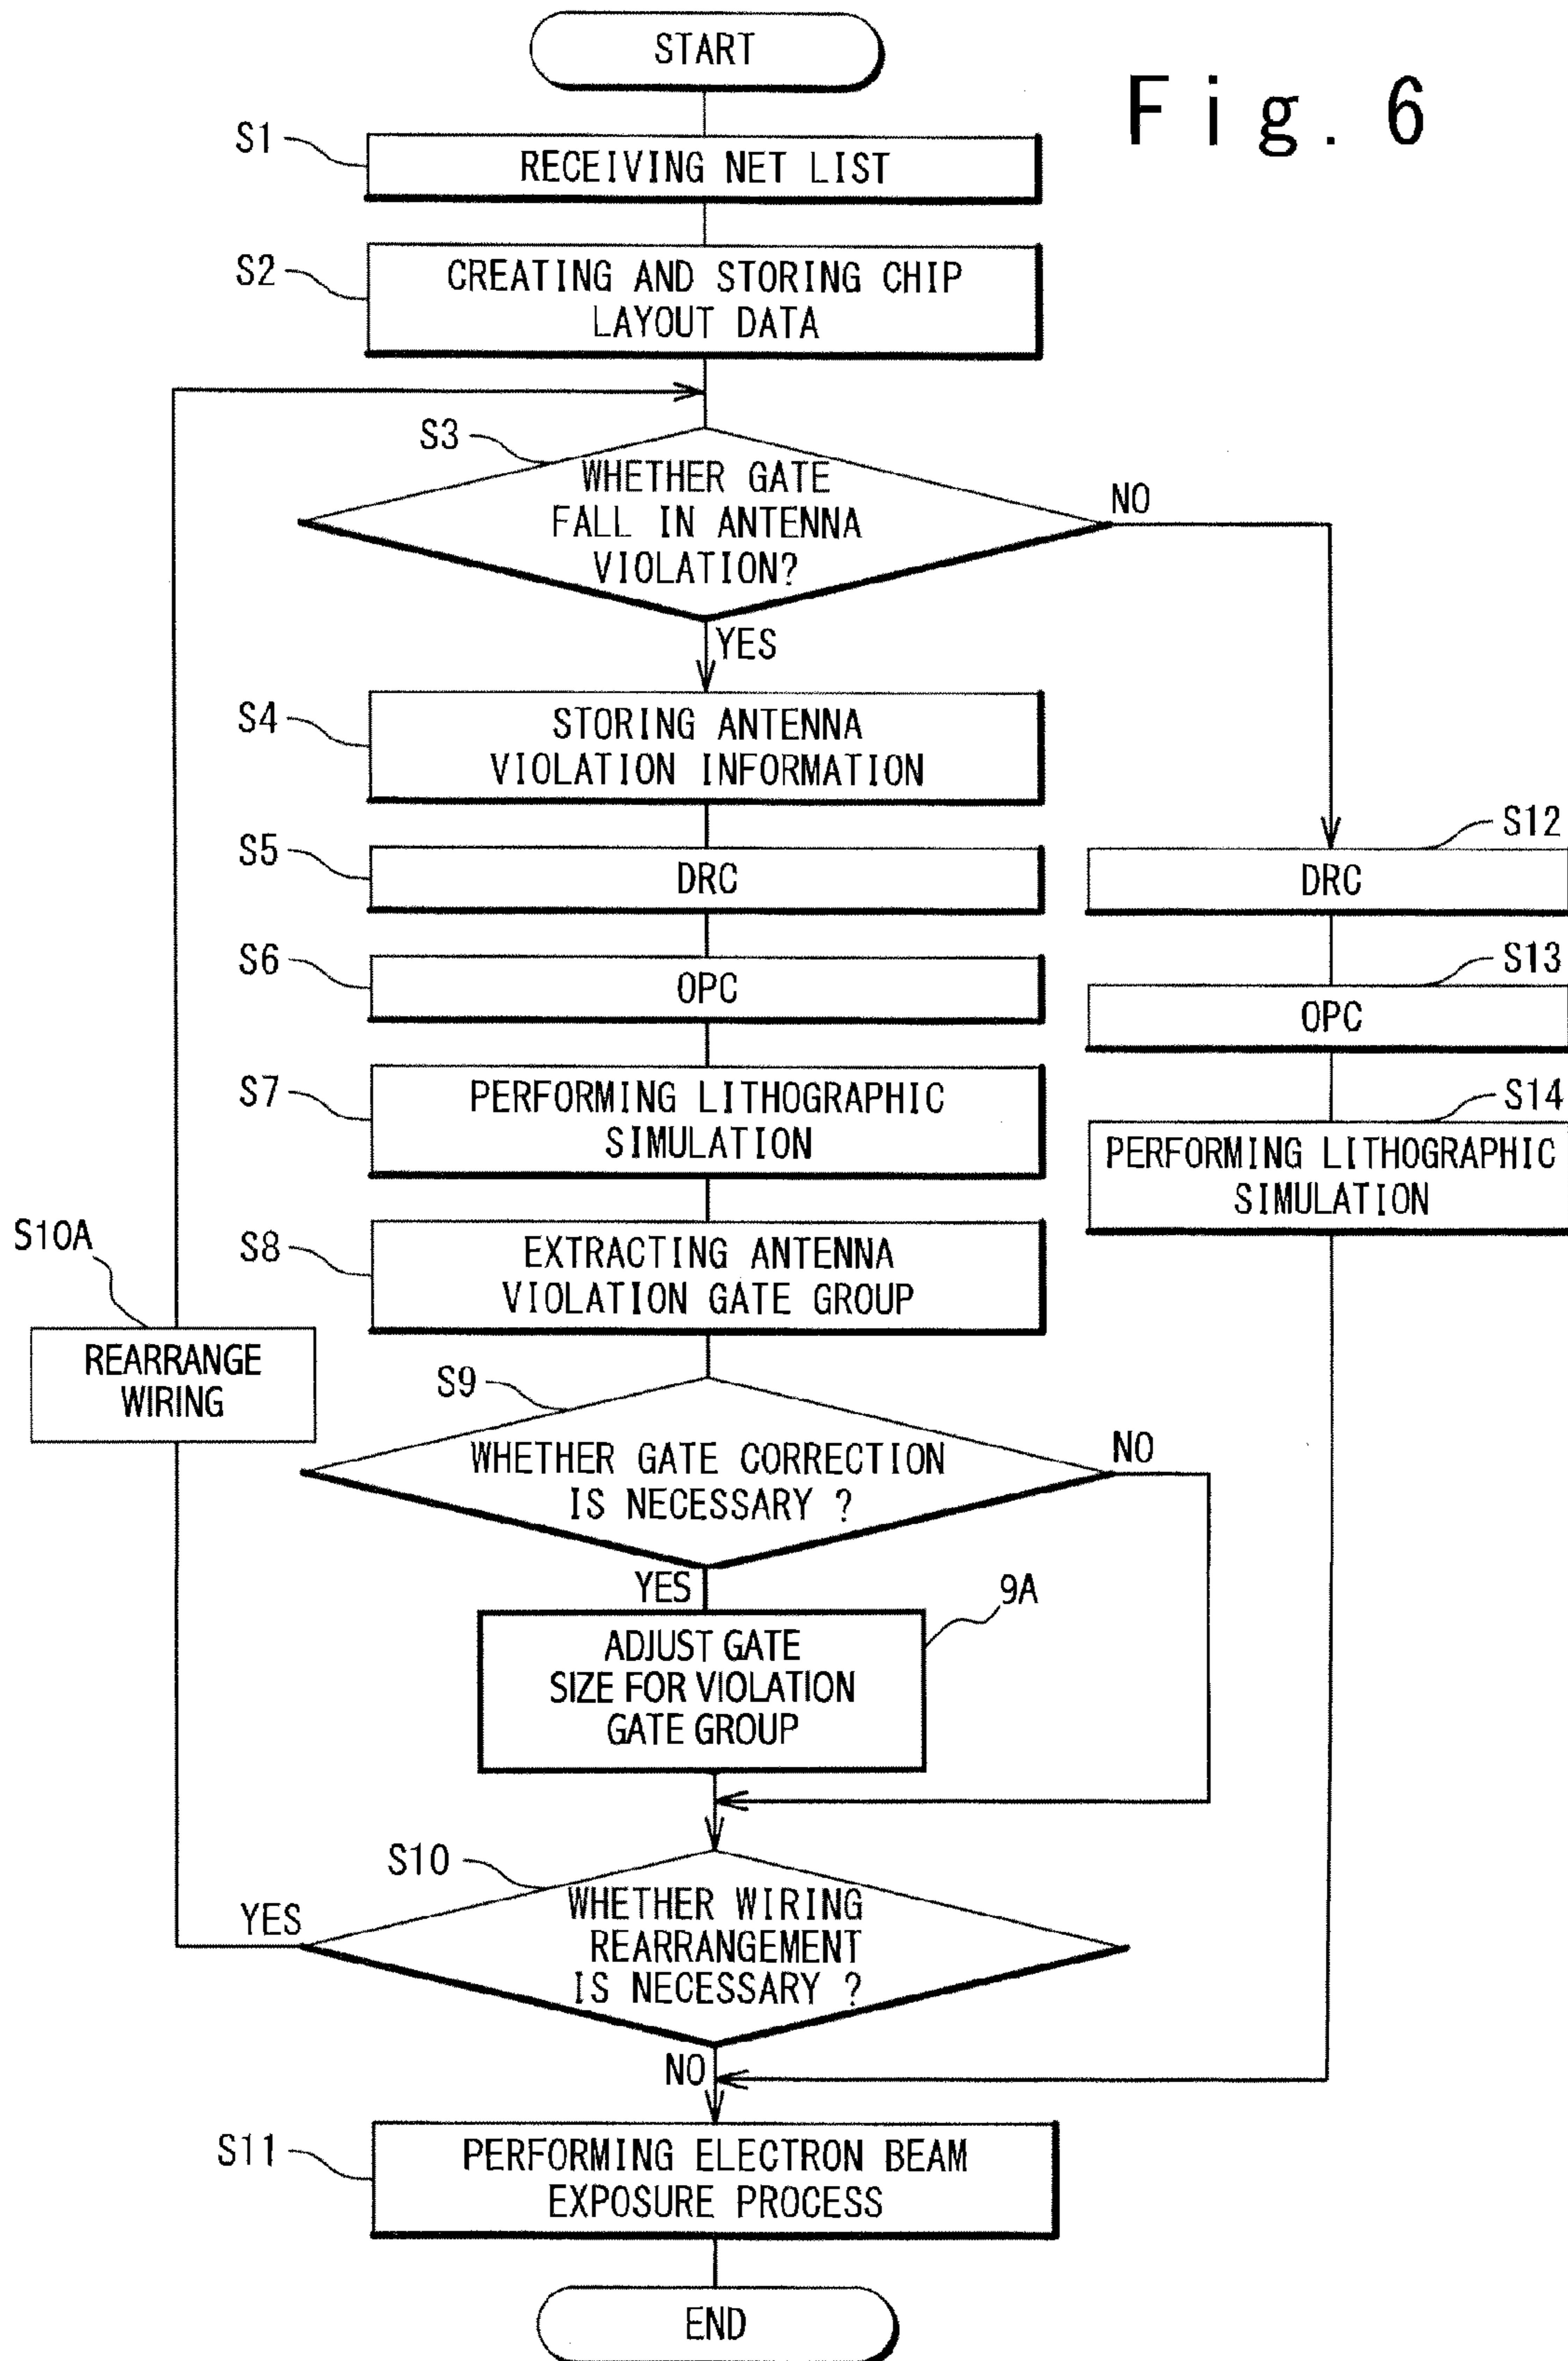 START
Fig. 6
S1
RECEIVING NET LIST
S2
CREATING AND STORING CHIP
LAYOUT DATA
S3
WHETHER GATE
FALL IN ANTENNA
VIOLATION?
NO
YES
S4
STORING ANTENNA
VIOLATION INFORMATION
S5
DRC
S12
DRC
S6
OPC
S13
OPC
S7
PERFORMING LITHOGRAPHIC
SIMULATION
S14
PERFORMING LITHOGRAPHIC
SIMULATION
S8
EXTRACTING ANTENNA
VIOLATION GATE GROUP
S10A
REARRANGE
WIRING
S9
WHETHER GATE CORRECTION
IS NECESSARY ?
NO
YES
9A
ADJUST GATE
SIZE FOR VIOLATION
GATE GROUP
S10
WHETHER WIRING
REARRANGEMENT
IS NECESSARY ?
YES
NO
S11
PERFORMING ELECTRON BEAM
EXPOSURE PROCESS
END